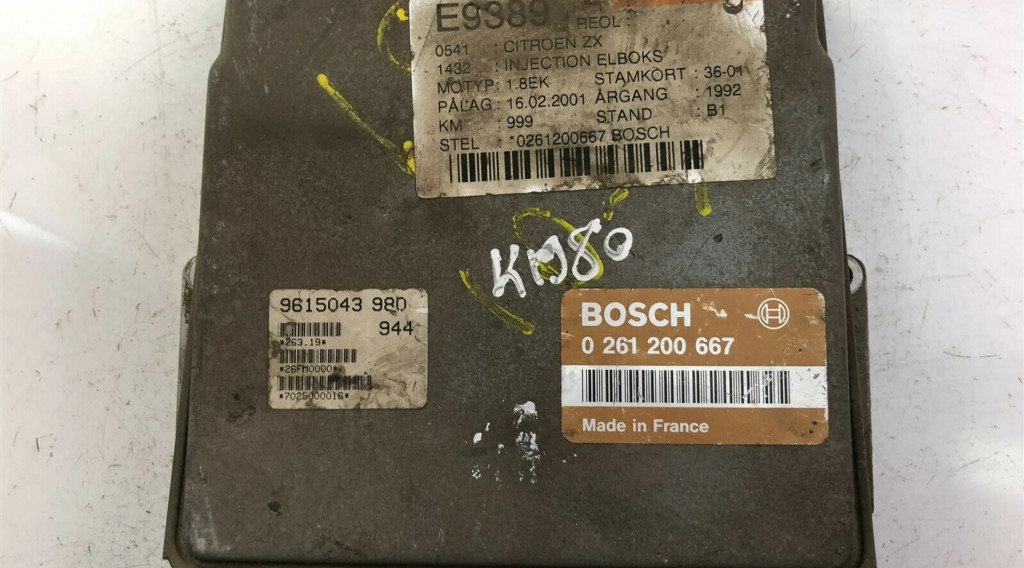 E9389 REOL :
0541 : CITROEN ZX
1432 : INJECTION ELBOKS
MOTYP: 1.8EK STAMKORT : 36-01
PÅLAG : 16.02.2001 ÅRGANG : 1992
KM : 999 STAND : B1
STEL : *0261200667 BOSCH
K1980
9615043 980
944
*263.19*
*26FM0000*
*7025000016*
BOSCH
0 261 200 667
Made in France